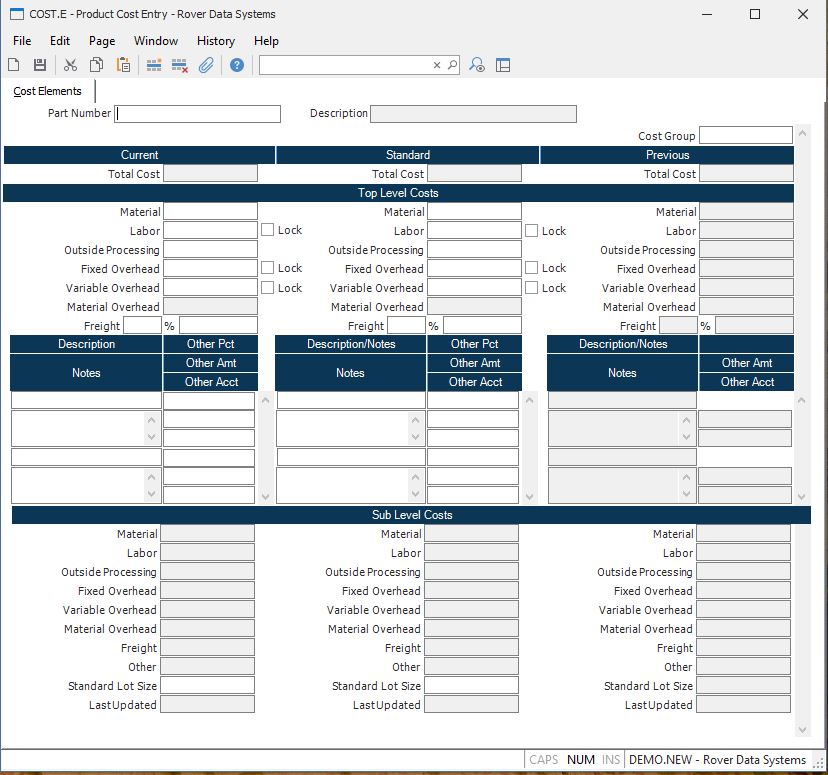 COST.E - Product Cost Entry - Rover Data Systems
File Edit Page Window History Help
Cost Elements
Part Number Description
Cost Group
Current Standard Previous
Total Cost Total Cost Total Cost
Top Level Costs
Material Material Material
Labor Lock Labor Lock Labor
Outside Processing Outside Processing Outside Processing
Fixed Overhead Lock Fixed Overhead Lock Fixed Overhead
Variable Overhead Lock Variable Overhead Lock Variable Overhead
Material Overhead Material Overhead Material Overhead
Freight % Freight % Freight %
Description Other Pct Description/Notes Other Pct Description/Notes
Notes Other Amt Notes Other Amt Notes Other Amt
Other Acct Other Acct Other Acct
Sub Level Costs
Material Material Material
Labor Labor Labor
Outside Processing Outside Processing Outside Processing
Fixed Overhead Fixed Overhead Fixed Overhead
Variable Overhead Variable Overhead Variable Overhead
Material Overhead Material Overhead Material Overhead
Freight Freight Freight
Other Other Other
Standard Lot Size Standard Lot Size Standard Lot Size
LastUpdated LastUpdated LastUpdated
CAPS NUM INS DEMO.NEW - Rover Data Systems